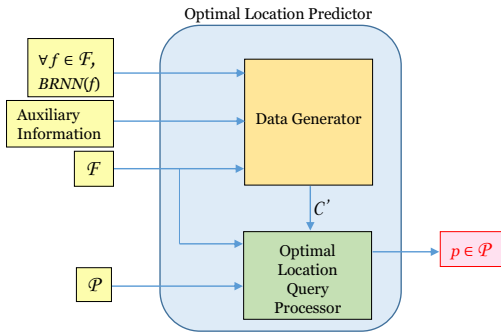 Optimal Location Predictor
∀ f ∈ ℱ,
BRNN(f)
Auxiliary
Information
Data Generator
ℱ
C’
Optimal
Location
Query
Processor
p ∈ 𝒫
𝒫